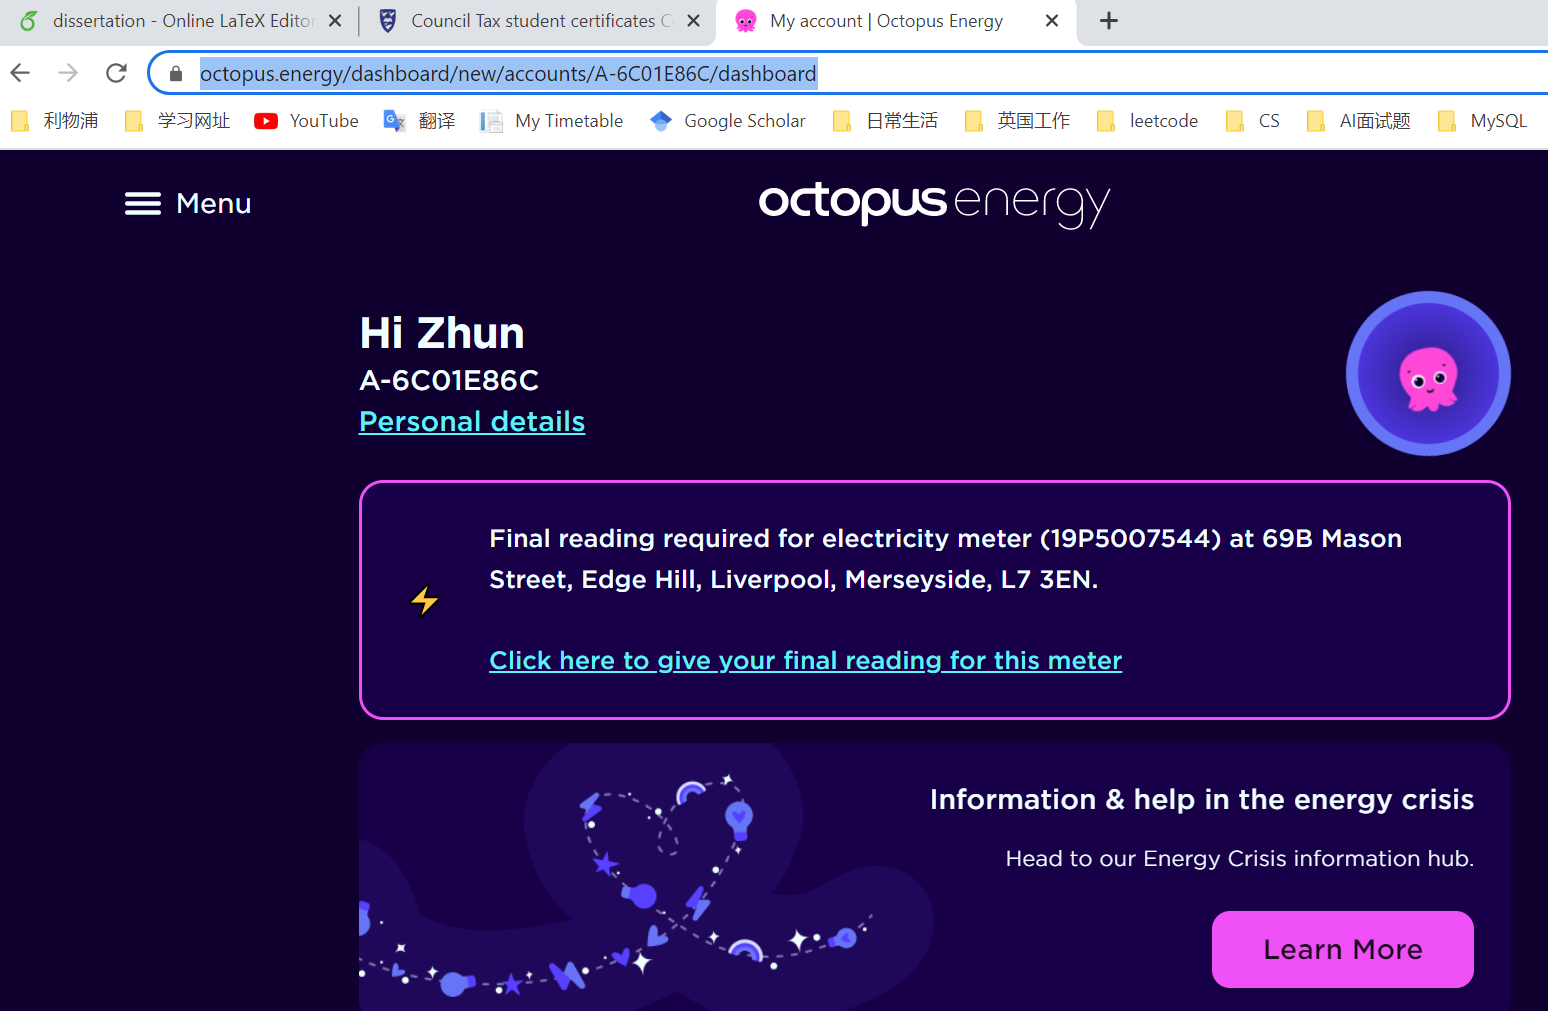 dissertation - Online LaTeX Editor
Council Tax student certificates
My account | Octopus Energy
octopus.energy/dashboard/new/accounts/A-6C01E86C/dashboard
利物浦 学习网址 YouTube 翻译 My Timetable Google Scholar 日常生活 英国工作 leetcode CS AI面试题 MySQL
Menu
octopus energy
Hi Zhun
A-6C01E86C
Personal details
Final reading required for electricity meter (19P5007544) at 69B Mason
Street, Edge Hill, Liverpool, Merseyside, L7 3EN.
Click here to give your final reading for this meter
Information & help in the energy crisis
Head to our Energy Crisis information hub.
Learn More